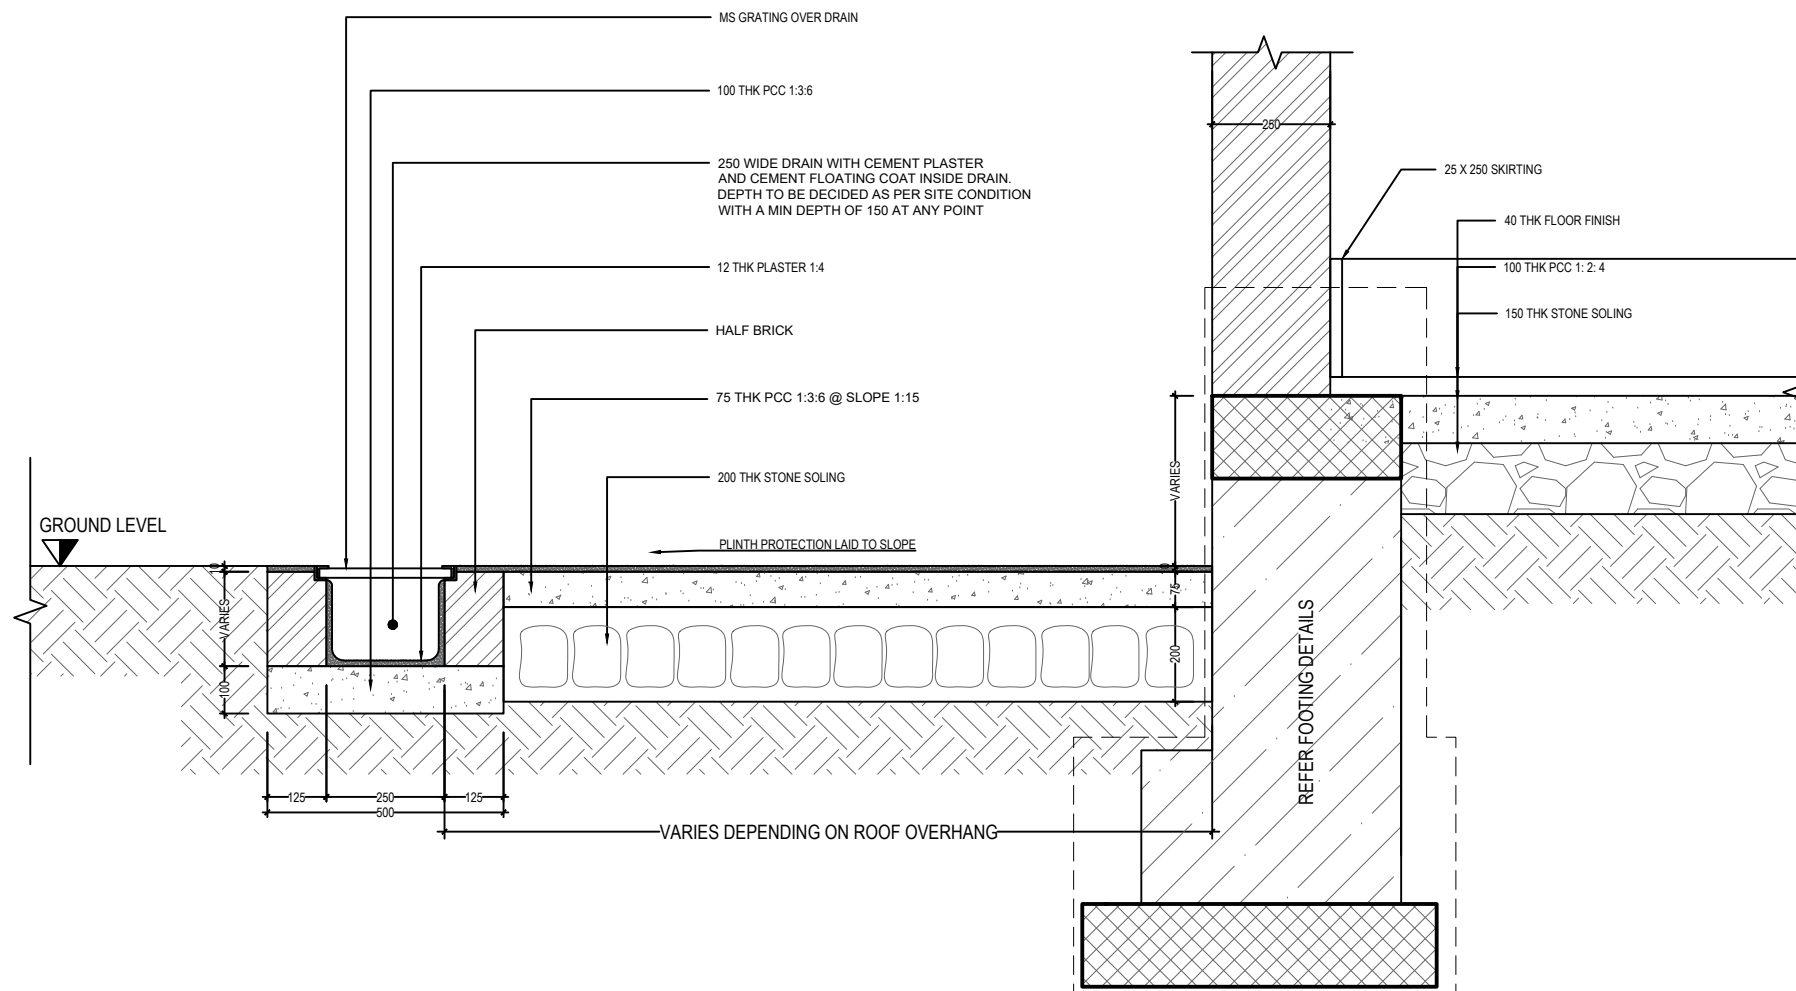 MS GRATING OVER DRAIN
100 THK PCC 1:3:6
250
250 WIDE DRAIN WITH CEMENT PLASTER
AND CEMENT FLOATING COAT INSIDE DRAIN.
DEPTH TO BE DECIDED AS PER SITE CONDITION
WITH A MIN DEPTH OF 150 AT ANY POINT
25 X 250 SKIRTING
40 THK FLOOR FINISH
12 THK PLASTER 1:4
100 THK PCC 1: 2: 4
150 THK STONE SOLING
HALF BRICK
75 THK PCC 1:3:6 @ SLOPE 1:15
200 THK STONE SOLING
VARIES
GROUND LEVEL
PLINTH PROTECTION LAID TO SLOPE
75
VARIES
200
100
REFER FOOTING DETAILS
125
250
125
500
VARIES DEPENDING ON ROOF OVERHANG